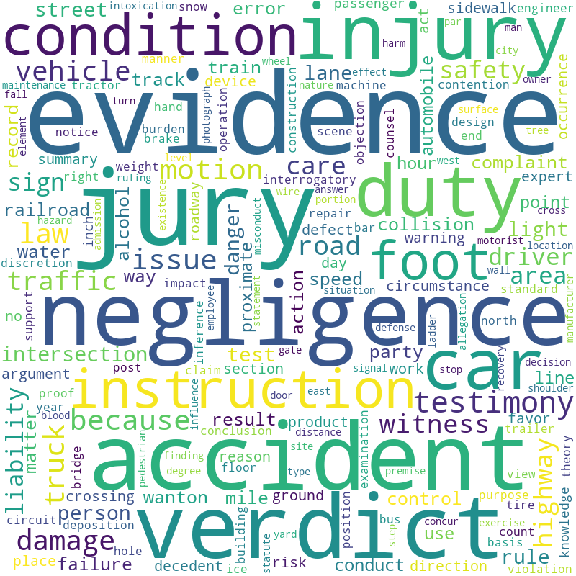 street intoxication snow error passenger act par man sidewalk engineer
condition injury
harm city
vehicle manner wheel effect automobile safety occurrence
fall tractor train lane nature machine contention owner
maintenance track device construction
evidence
record turn hand operation photograph scene objection counsel design surface
element notice burden brake end tree
summary weight motion care hour west complaint
sign right ruling level interrogatory expert
jury duty
railroad hazard inch alcohol existence roadway wire answer portion point cross
law admission misconduct danger repair defect bar collision light
water issue proximate road warning motorist location
discretion foot driver
traffic way impact day circumstance wall area
support action speed standard manufacturer
no post inference employee statement situation party defense ladder north allegation
negligence
intersection test gate signal work stop recovery decision
argument claim section car line
proof door east shoulder
year blood instruction
liability because influence result product witness testimony
matter conclusion distance favor
truck pedestrian finding reason site examination trailer
bridge degree floor type premise view highway
accident
crossing wanton mile ground control purpose theory
person position tire knowledge
circuit deposition building statute yard bus step concur use exercise count basis
verdict
damage hole rule
place failure decedent ice risk conduct direction violation